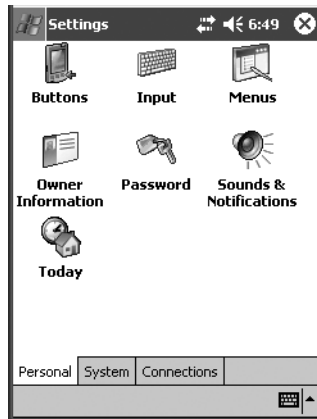 Settings 6:49
Buttons Input Menus
Owner Information Password Sounds & Notifications
Today
Personal System Connections